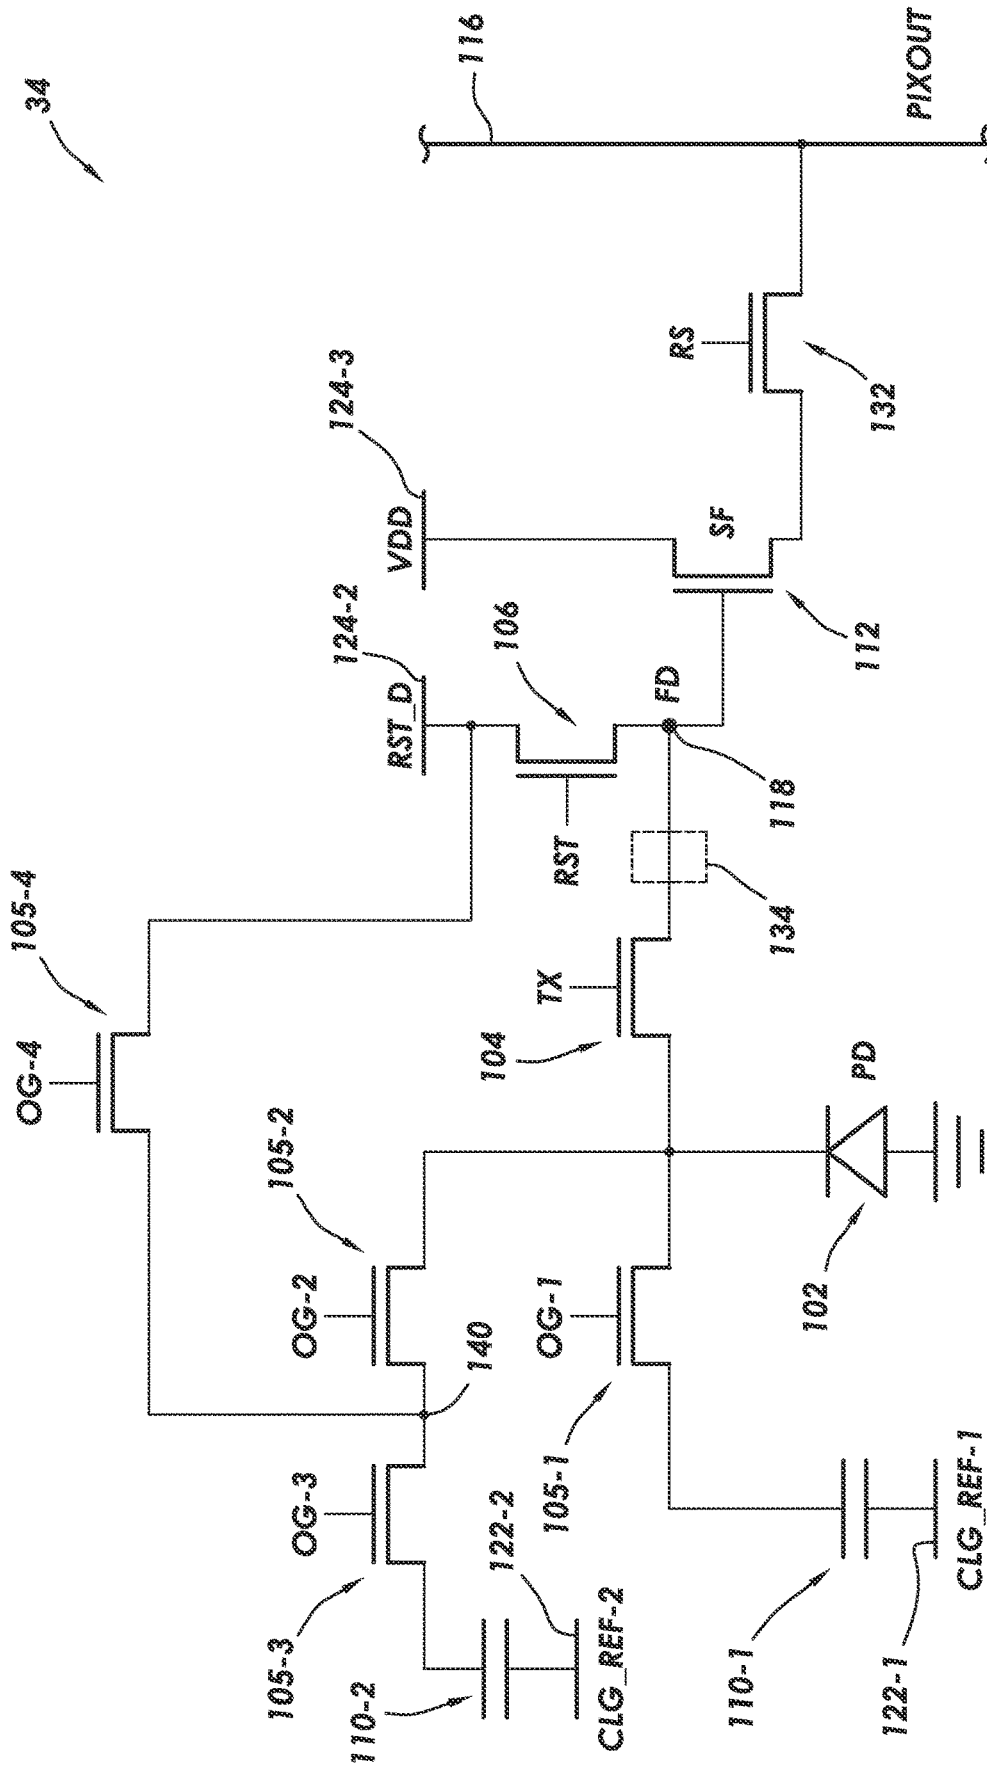 34
116
PIXOUT
RS
132
124-3
VDD
SF
112
124-2
RST_D
106
FD
118
RST
134
TX
104
105-4
OG-4
105-2
OG-2
140
OG-1
105-1
PD
102
OG-3
105-3
122-2
110-2
CLG_REF-2
110-1
122-1
CLG_REF-1